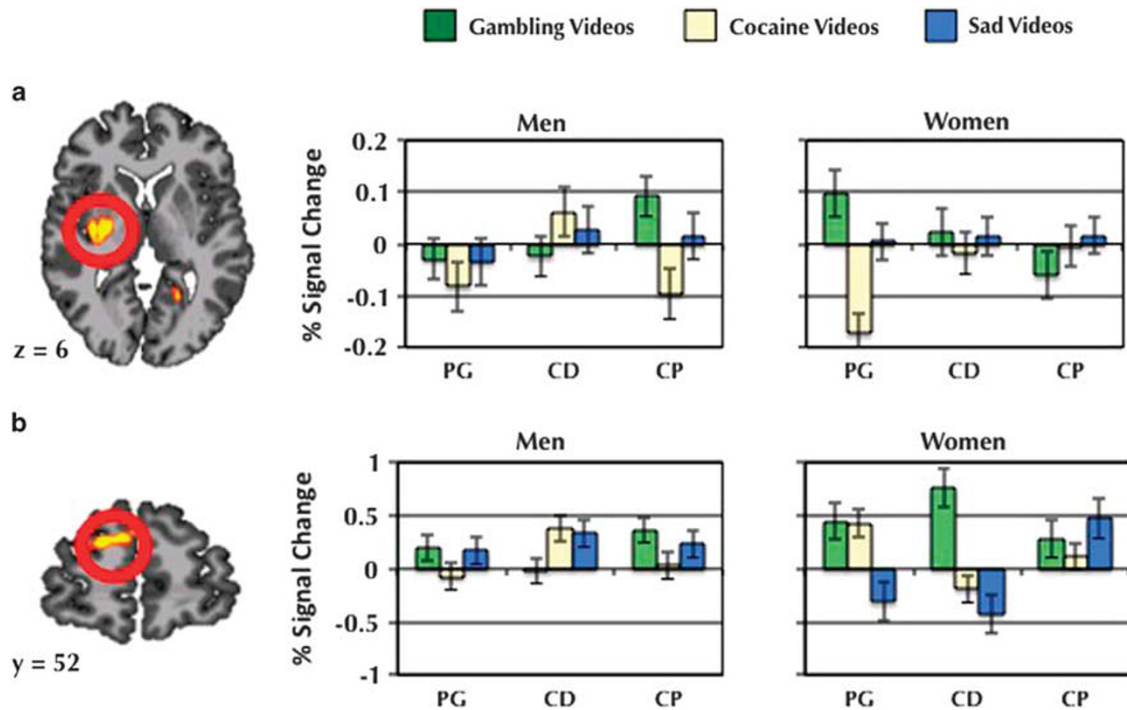 Gambling Videos Cocaine Videos Sad Videos
a
Men Women
% Signal Change
0.2
0.1
0
-0.1
-0.2
PG CD CP PG CD CP
z = 6
b
Men Women
% Signal Change
1
0.5
0
-0.5
-1
PG CD CP PG CD CP
y = 52